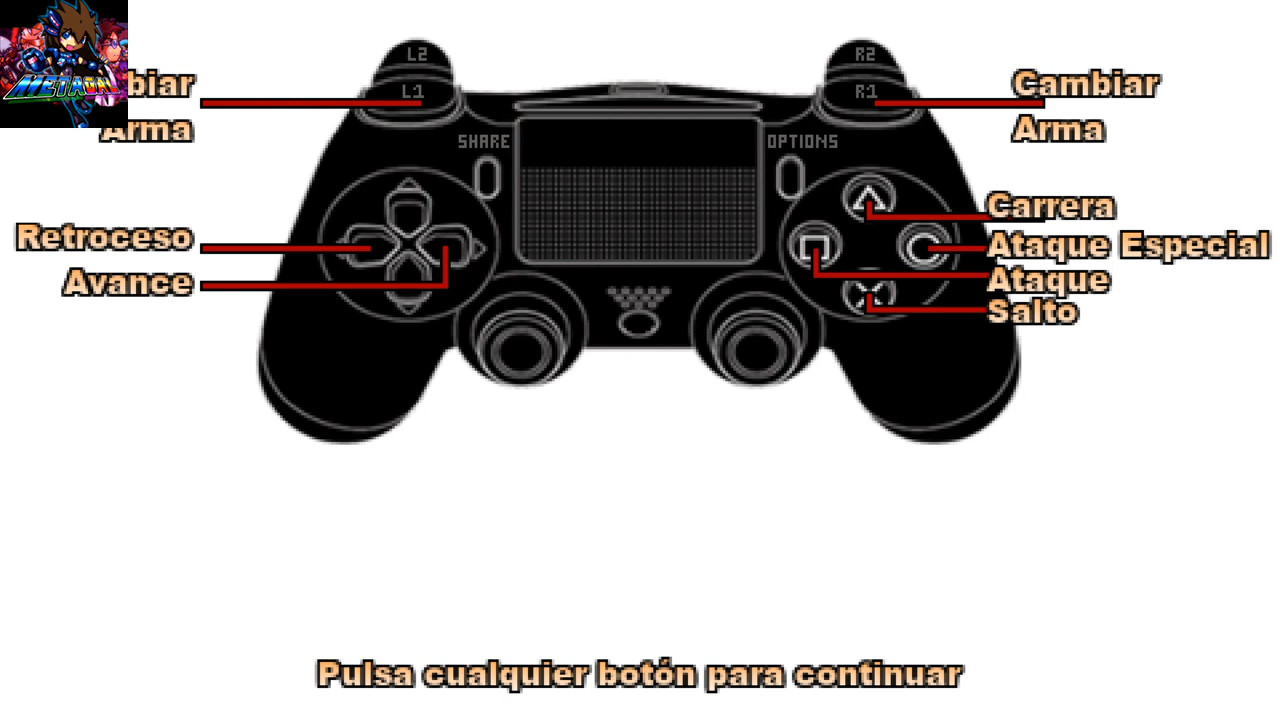 METAGAL
L2
R2
biar
L1
R1
Cambiar
Arma
Arma
SHARE
OPTIONS
Carrera
Retroceso
Ataque Especial
Avance
Ataque
Salto
Pulsa cualquier botón para continuar